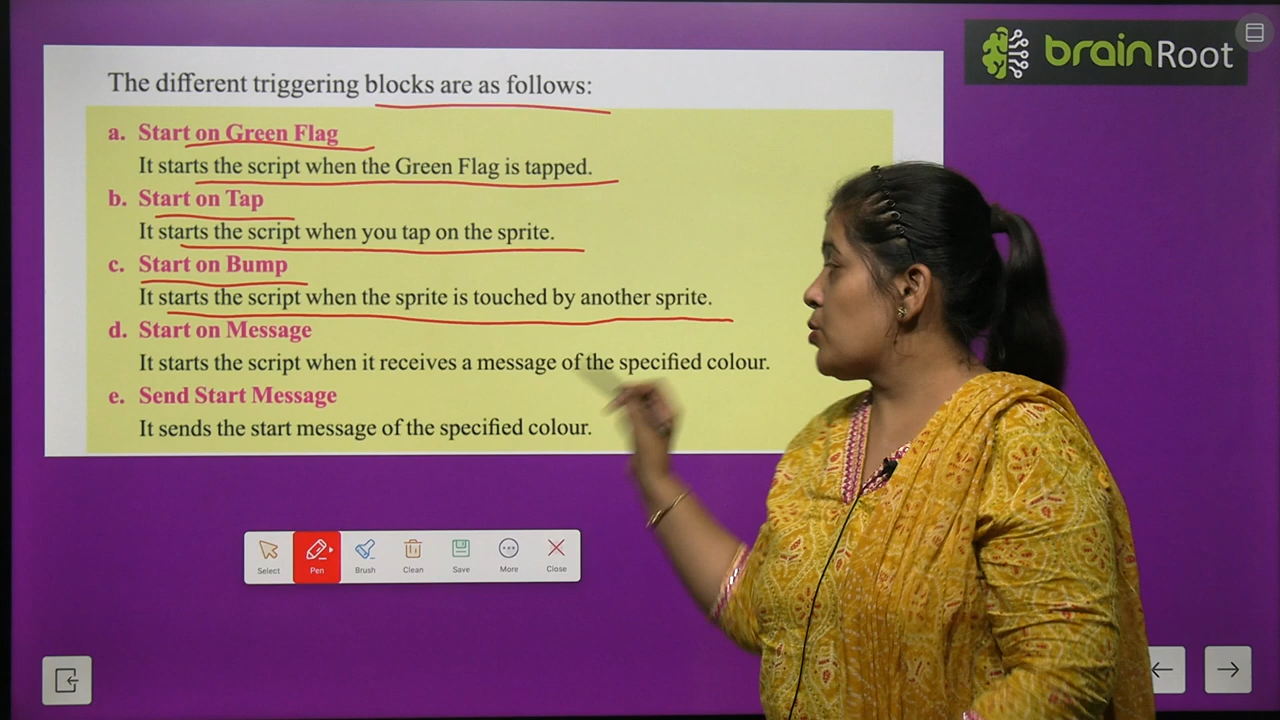 The different triggering blocks are as follows:
a. Start on Green Flag
It starts the script when the Green Flag is tapped.
b. Start on Tap
It starts the script when you tap on the sprite.
c. Start on Bump
It starts the script when the sprite is touched by another sprite.
d. Start on Message
It starts the script when it receives a message of the specified colour.
e. Send Start Message
It sends the start message of the specified colour.
brainRoot
Select Pen Brush Clean Save More Close